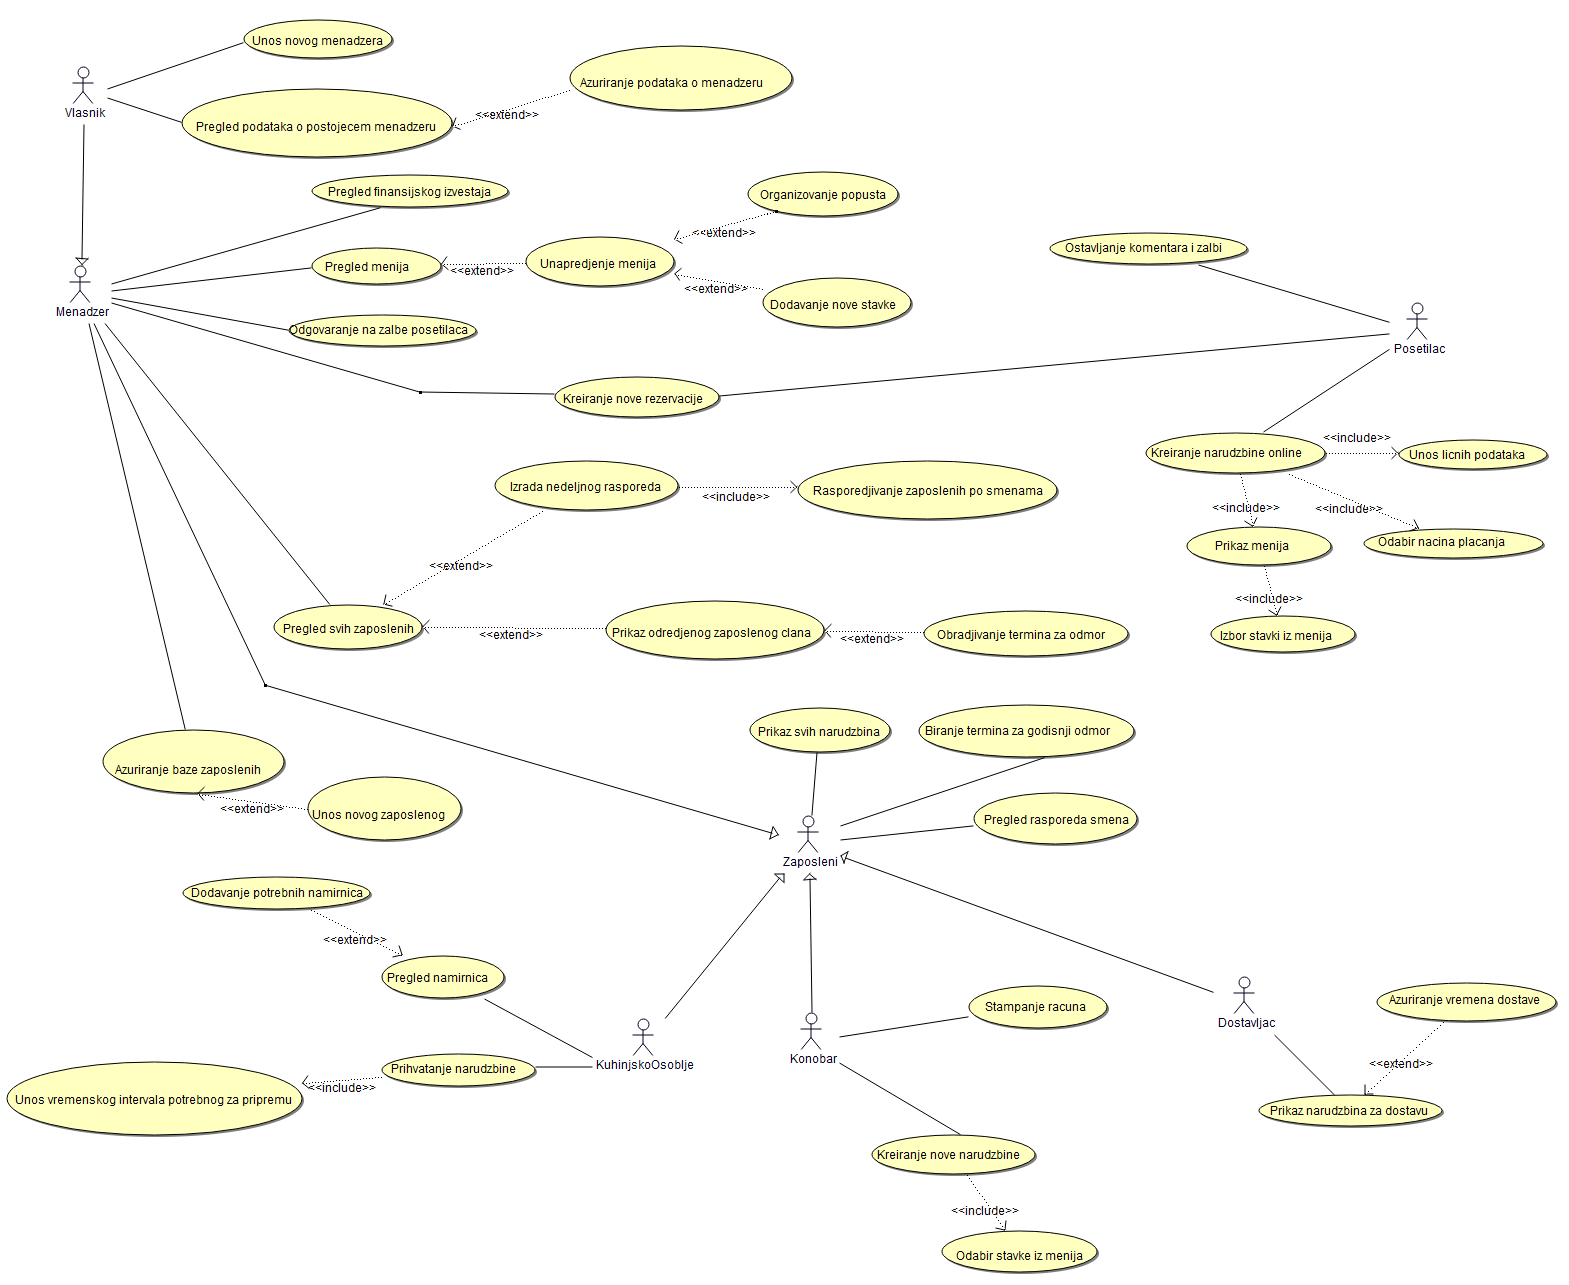 Unos novog menadzera
Azuriranje podataka o menadzeru
Vlasnik
<<extend>>
Pregled podataka o postojecem menadzeru
Pregled finansijskog izvestaja
Organizovanje popusta
<<extend>>
Ostavljanje komentara i zalbi
Pregled menija
<<extend>>
Unapredjenje menija
<<extend>>
Dodavanje nove stavke
Menadzer
Odgovaranje na zalbe posetilaca
Posetilac
Kreiranje nove rezervacije
<<include>>
Kreiranje narudzbine online
Unos licnih podataka
Izrada nedeljnog rasporeda
<<include>>
Rasporedjivanje zaposlenih po smenama
<<include>>
<<include>>
Prikaz menija
Odabir nacina placanja
<<extend>>
<<include>>
Pregled svih zaposlenih
<<extend>>
Prikaz odredjenog zaposlenog clana
<<extend>>
Obradjivanje termina za odmor
Izbor stavki iz menija
Prikaz svih narudzbina
Biranje termina za godisnji odmor
Azuriranje baze zaposlenih
<<extend>>
Unos novog zaposlenog
Pregled rasporeda smena
Zaposleni
Dodavanje potrebnih namirnica
<<extend>>
Pregled namirnica
Stampanje racuna
Azuriranje vremena dostave
Dostavljac
KuhinjskoOsoblje
Konobar
<<extend>>
Prihvatanje narudzbine
<<include>>
Unos vremenskog intervala potrebnog za pripremu
Prikaz narudzbina za dostavu
Kreiranje nove narudzbine
<<include>>
Odabir stavke iz menija